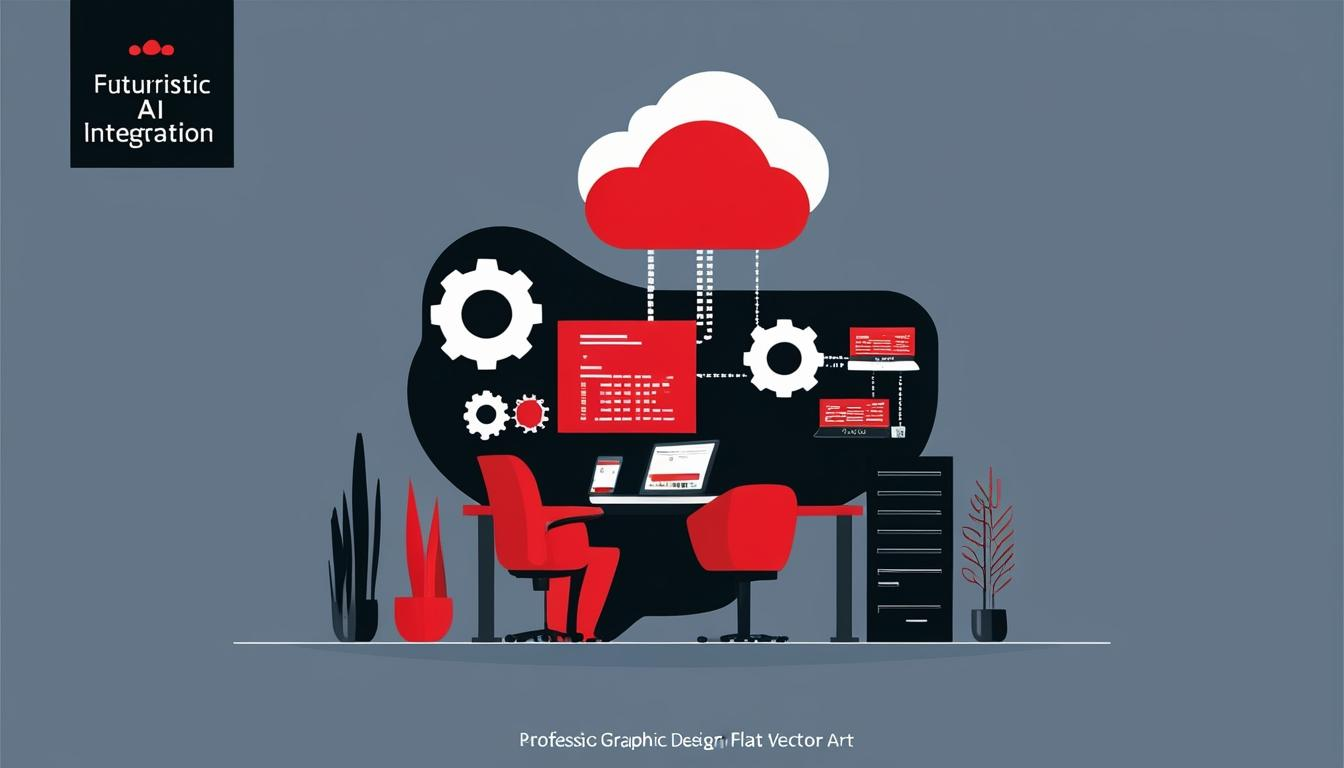 Futurristic
AI
Integration
Professic Graphic Design Flat Vector Art